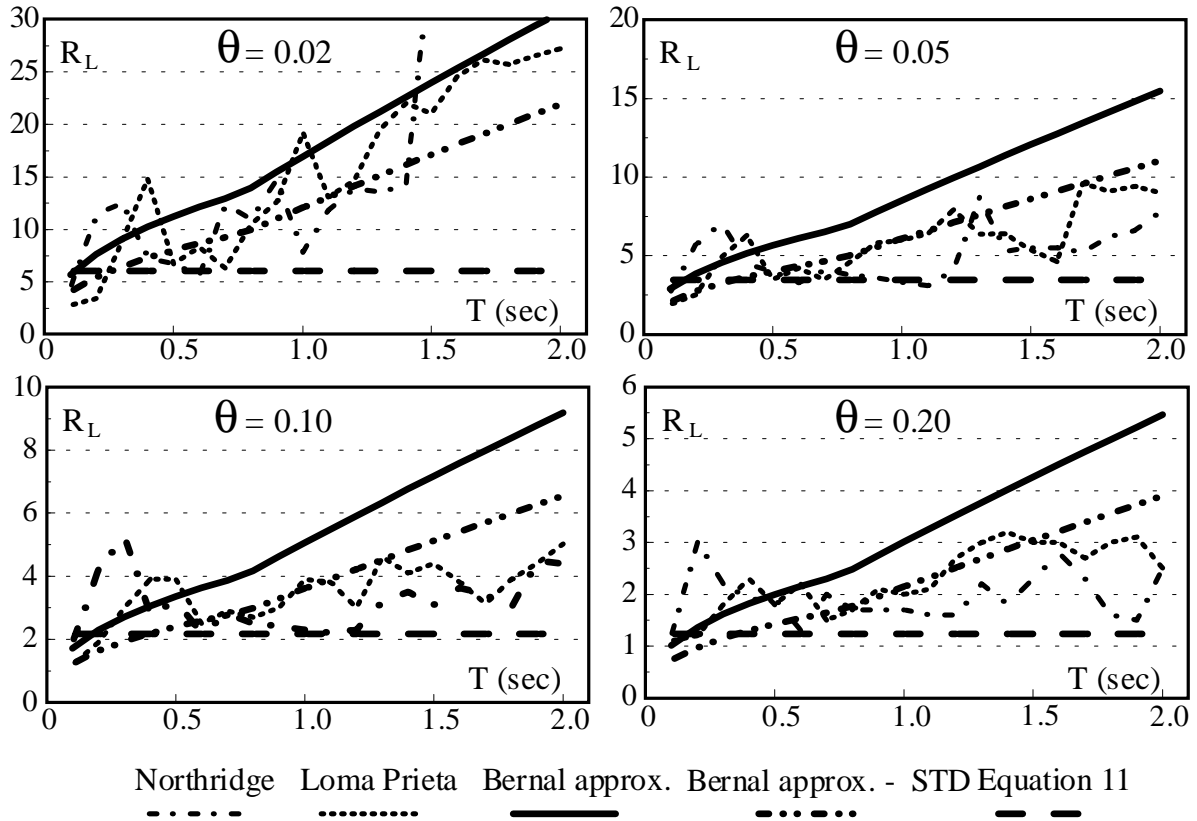 30
25
20
15
10
5
0
R L
θ = 0.02
T (sec)
0 0.5 1.0 1.5 2.0
20
15
10
5
0
R L
θ = 0.05
T (sec)
0 0.5 1.0 1.5 2.0
10
8
6
4
2
0
R L
θ = 0.10
T (sec)
0 0.5 1.0 1.5 2.0
6
5
4
3
2
1
0
R L
θ = 0.20
T (sec)
0 0.5 1.0 1.5 2.0
Northridge Loma Prieta Bernal approx. Bernal approx. - STD Equation 11